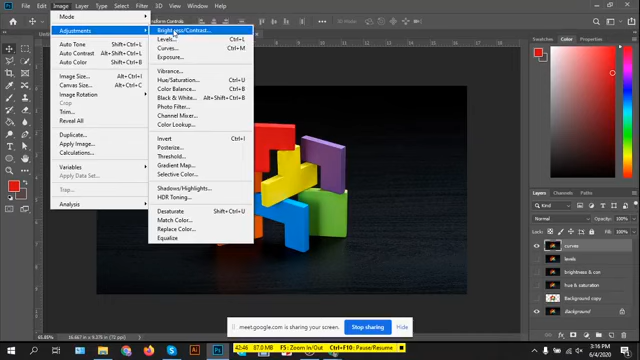 Ps File Edit Image Layer Type Select Filter 3D View Window Help
Mode
Adjustments
Auto Tone Shift+Ctrl+L
Auto Contrast
Auto Color
Image Size... Alt+Ctrl+I
Canvas Size... Alt+Ctrl+C
Image Rotation
Crop
Trim...
Reveal All
Duplicate...
Apply Image...
Calculations...
Variables
Apply Data Set...
Trap...
Analysis
Brightness/Contrast...
Levels... Ctrl+L
Curves... Ctrl+M
Exposure...
Vibrance...
Hue/Saturation... Ctrl+U
Color Balance... Ctrl+B
Black & White... Alt+Shift+Ctrl+B
Photo Filter...
Channel Mixer...
Color Lookup...
Invert Ctrl+I
Posterize...
Threshold...
Gradient Map...
Selective Color...
Shadows/Highlights...
HDR Toning...
Desaturate Shift+Ctrl+U
Match Color...
Replace Color...
Equalize
Color
Layers Channels Paths
Kind
Normal Opacity: 100%
Lock: Fill: 100%
curves
levels
brightness & con
hue & saturation
Background copy
Background
meet.google.com is sharing your screen. Stop sharing Hide
42:46 97.0 MB F5: Zoom In/Out Ctrl+F10: Pause/Resume
3:16 PM
6/4/2020